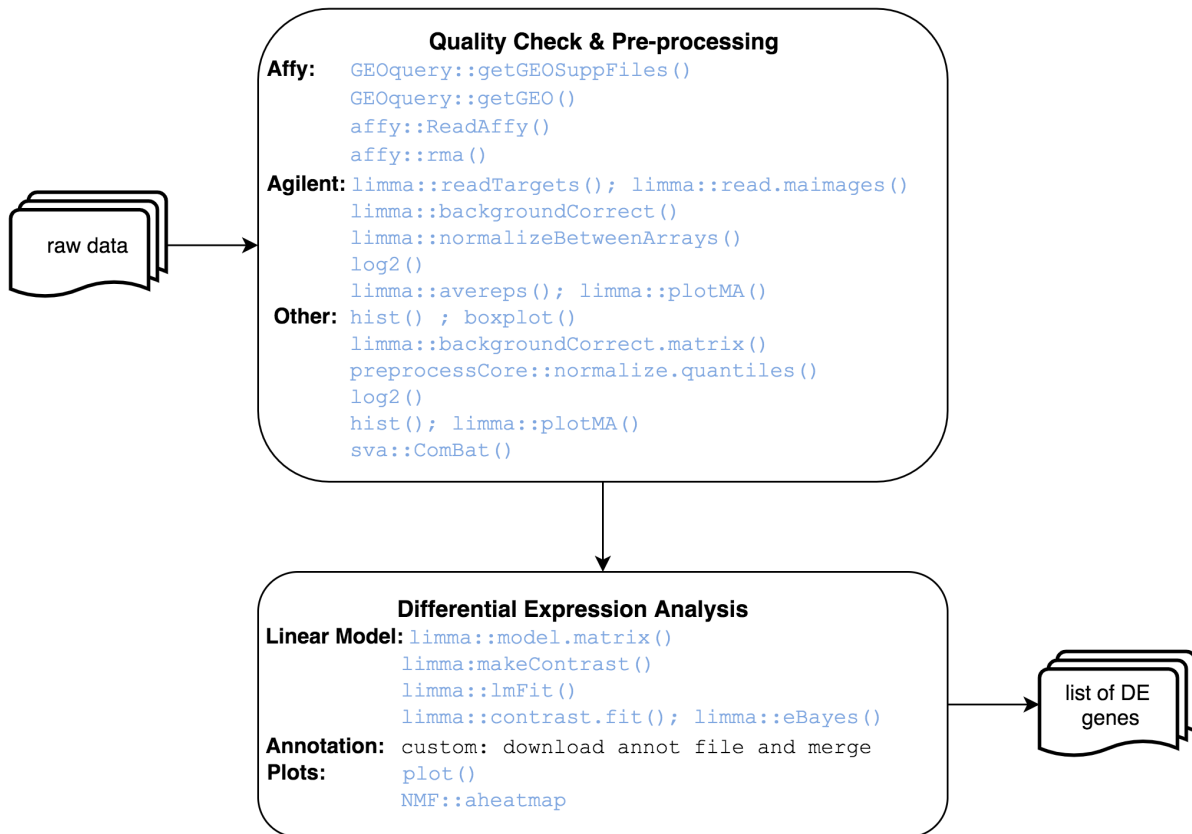 Quality Check & Pre-processing
Affy: GEOquery::getGEOSuppFiles()
GEOquery::getGEO()
affy::ReadAffy()
affy::rma()
Agilent: limma::readTargets(); limma::read.maimages()
limma::backgroundCorrect()
raw data
limma::normalizeBetweenArrays()
log2()
limma::avereps(); limma::plotMA()
Other: hist() ; boxplot()
limma::backgroundCorrect.matrix()
preprocessCore::normalize.quantiles()
log2()
hist(); limma::plotMA()
sva::ComBat()
Differential Expression Analysis
Linear Model: limma::model.matrix()
limma:makeContrast()
limma::lmFit()
limma::contrast.fit(); limma::eBayes()
Annotation: custom: download annot file and merge
Plots: plot()
NMF::aheatmap
list of DE
genes